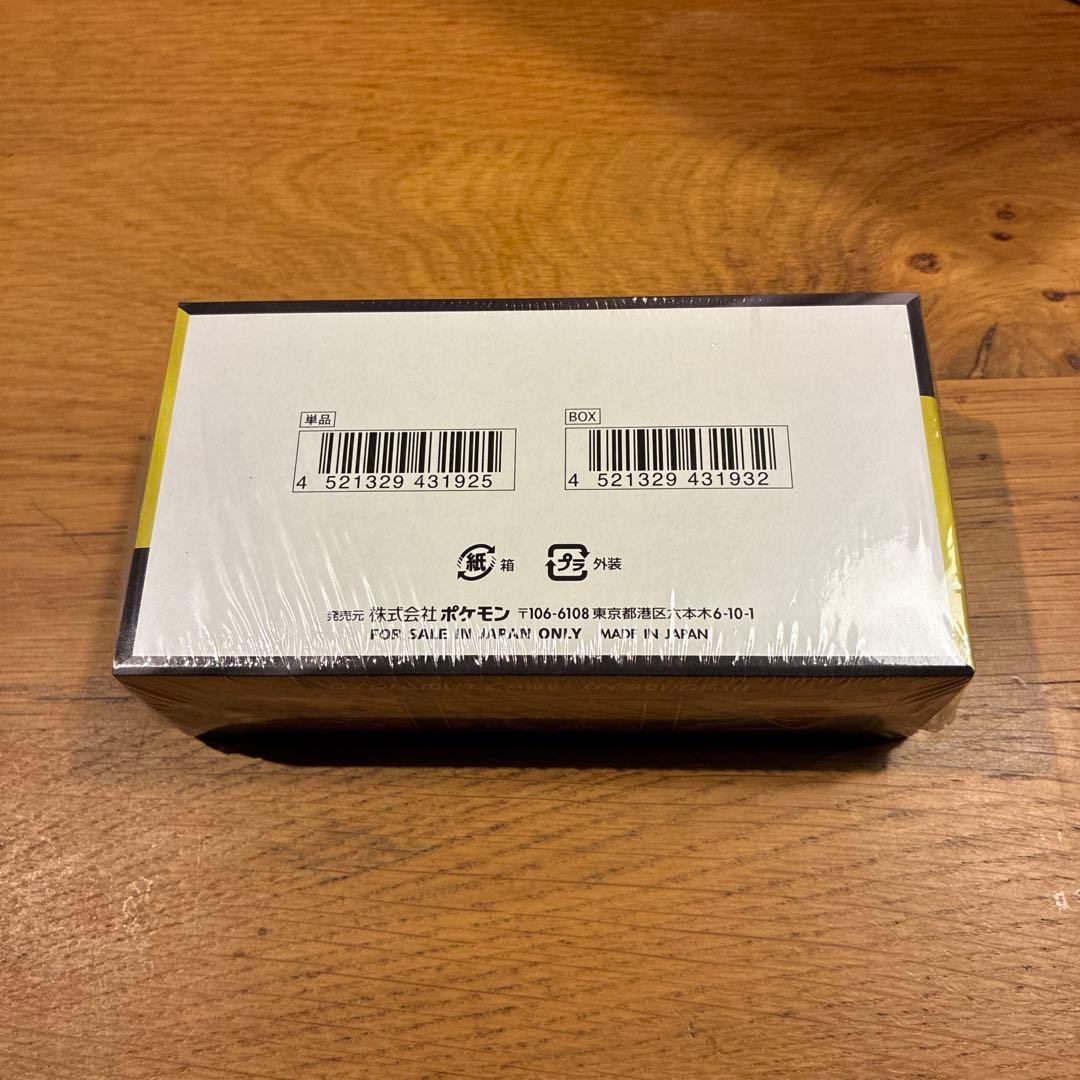 単品
4 521329 431925
BOX
4 521329 431932
紙 箱
プラ 外装
発売元 株式会社 ポケモン 〒106-6108 東京都港区六本木6-10-1
FOR SALE IN JAPAN ONLY MADE IN JAPAN